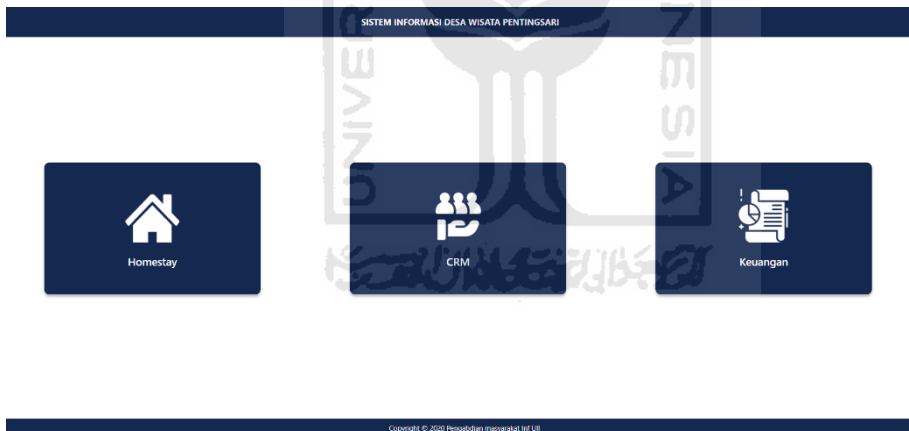 SISTEM INFORMASI DESA WISATA PENTINGSARI
Homestay
CRM
Keuangan
Copyright © 2020 Pengabdian masyarakat Inf UII